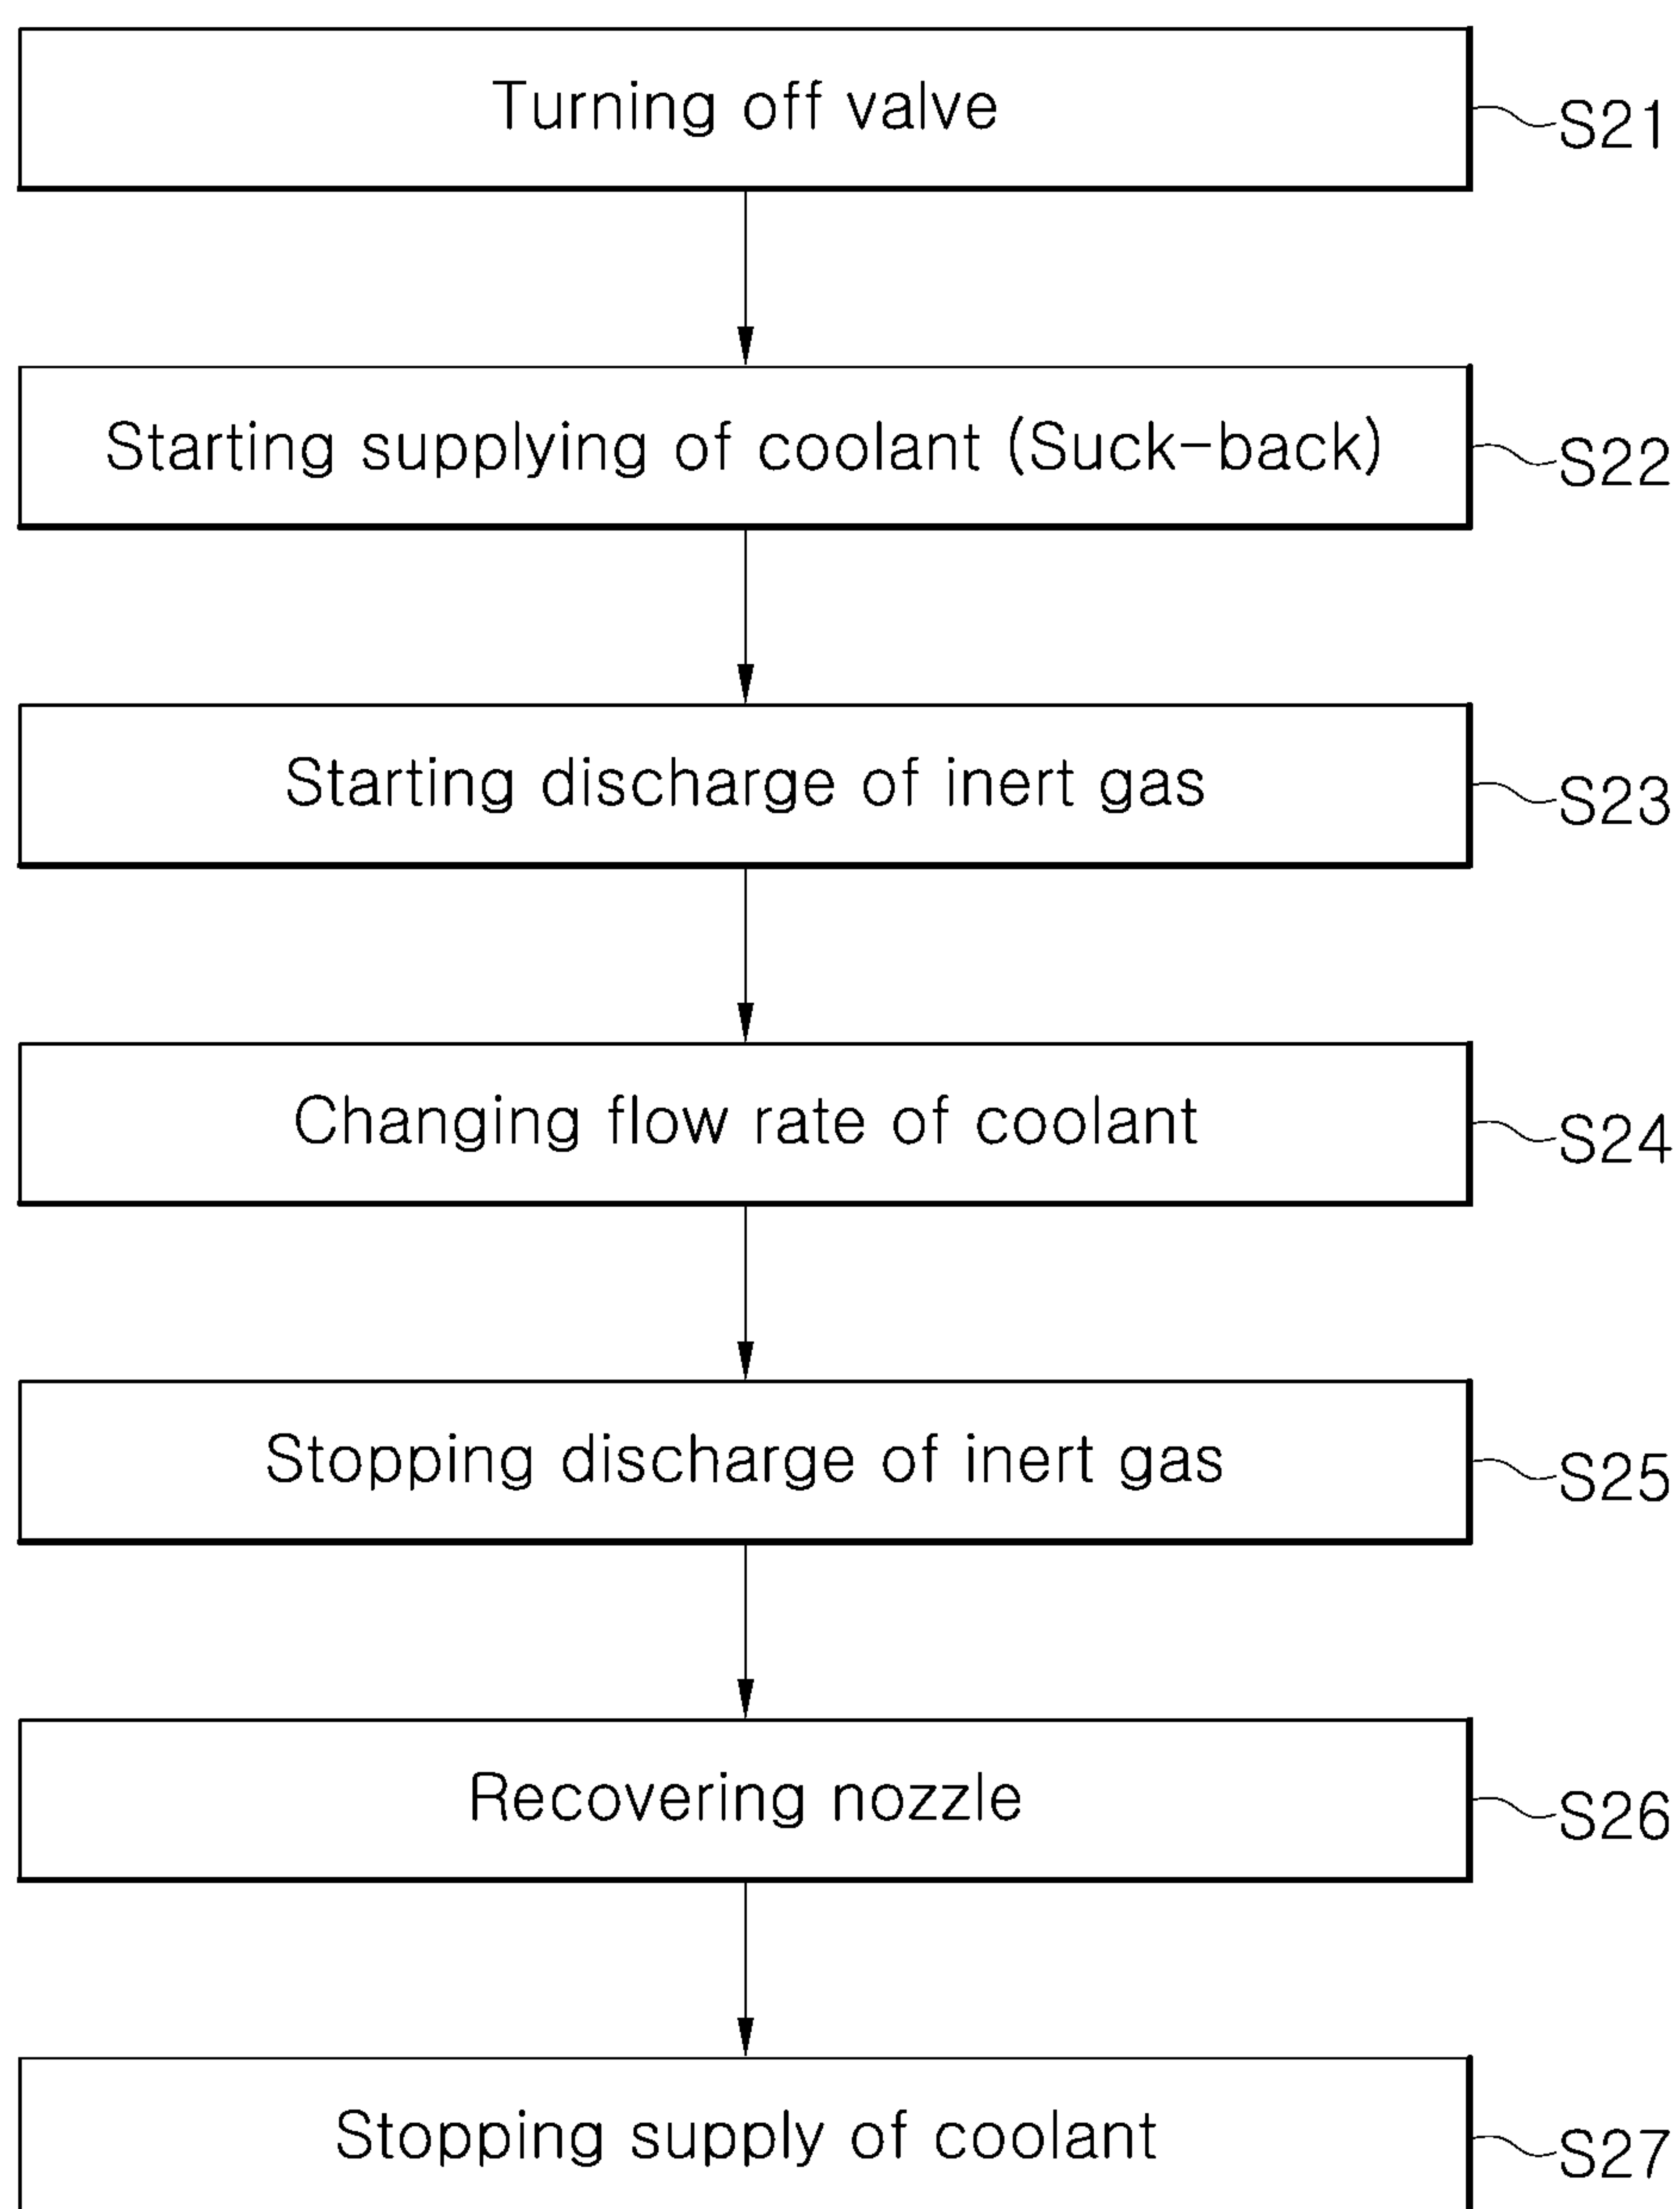 Turning off valve
S21
Starting supplying of coolant (Suck-back)
S22
Starting discharge of inert gas
S23
Changing flow rate of coolant
S24
Stopping discharge of inert gas
S25
Recovering nozzle
S26
Stopping supply of coolant
S27